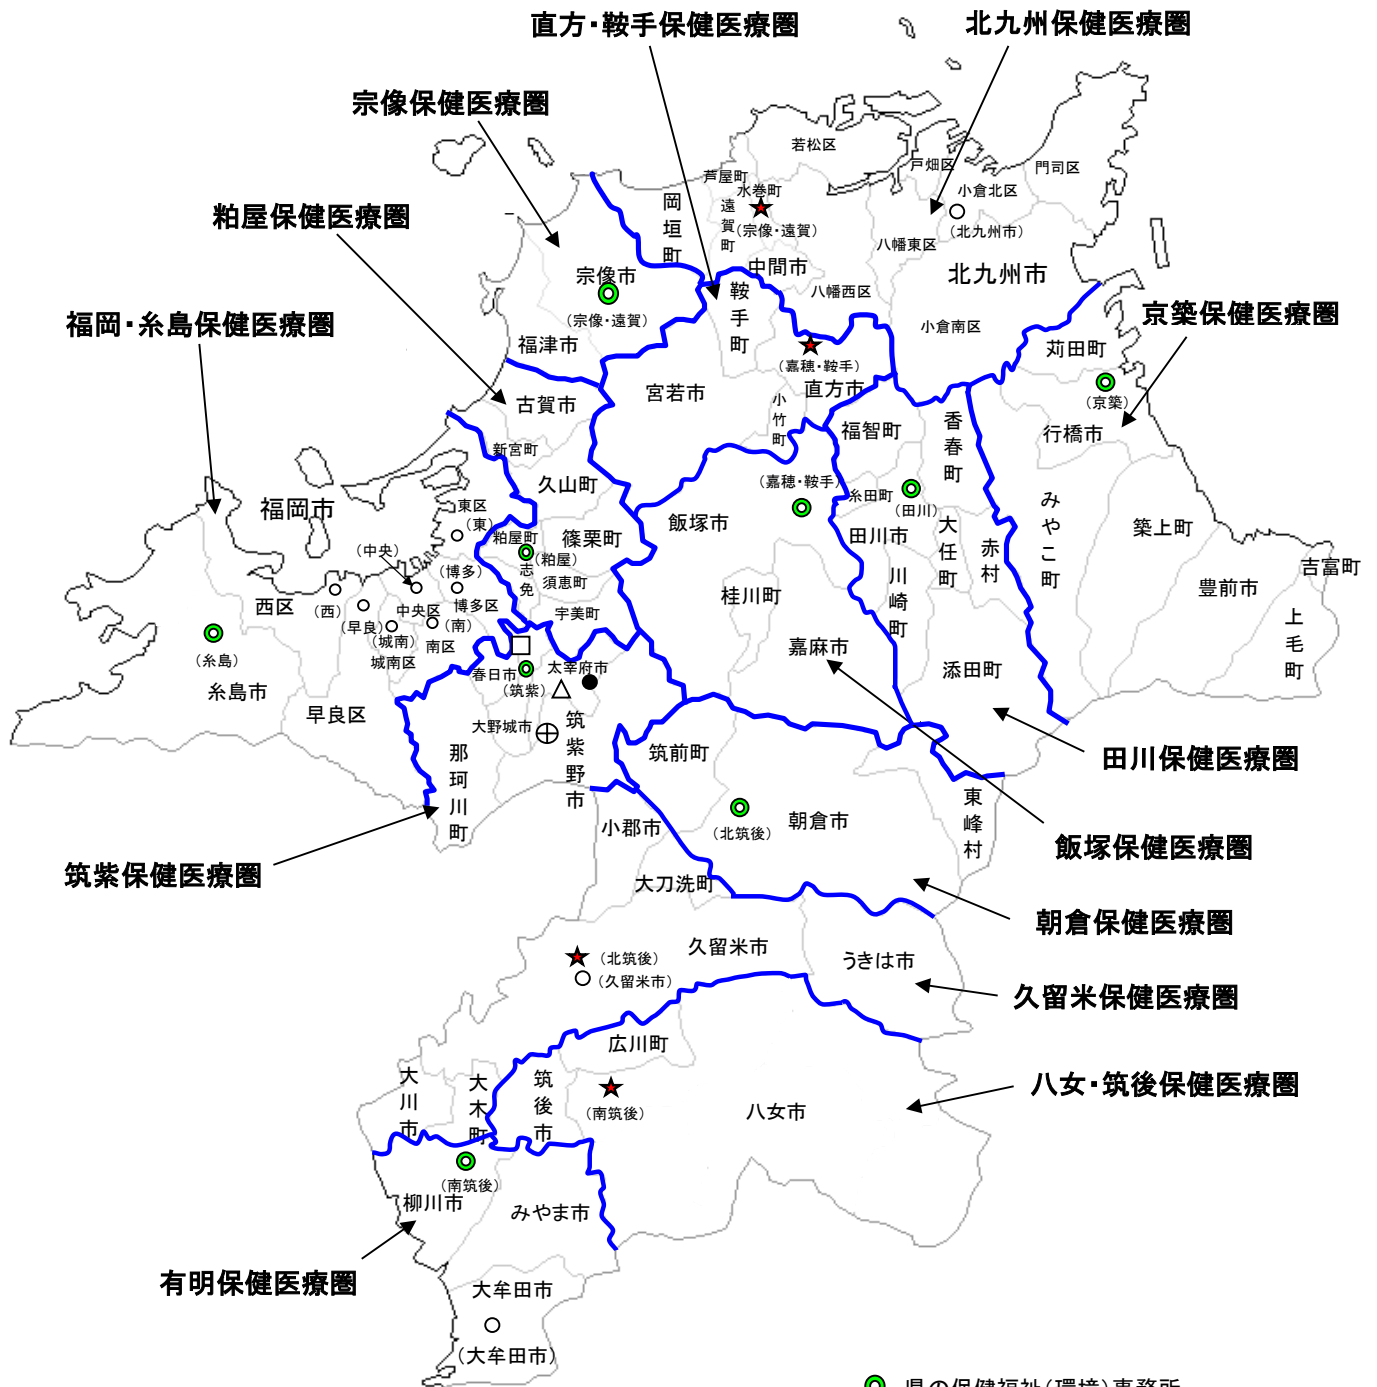 直方・鞍手保健医療圏
北九州保健医療圏
宗像保健医療圏
粕屋保健医療圏
福岡・糸島保健医療圏
京築保健医療圏
若松区
戸畑区
門司区
芦屋町
水巻町
小倉北区
岡垣町
遠賀町
(宗像・遠賀)
(北九州市)
八幡東区
中間市
北九州市
宗像市
鞍手町
八幡西区
(宗像・遠賀)
小倉南区
福津市
苅田町
(嘉穂・鞍手)
直方市
宮若市
(京築)
古賀市
小竹町
福智町
香春町
行橋市
新宮町
久山町
(嘉穂・鞍手)
糸田町
(田川)
みやこ町
福岡市
東区
(東)
飯塚市
田川市
大任町
築上町
粕屋町
(粕屋)
篠栗町
赤村
(中央)
志免
須恵町
川崎町
吉富町
(博多)
豊前市
桂川町
西区
(西)
中央区
博多区
宇美町
上毛町
(早良)
(城南)
(南)
城南区
南区
嘉麻市
(糸島)
糸島市
春日市
(筑紫)
太宰府市
添田町
早良区
大野城市
筑紫野市
那珂川町
筑前町
田川保健医療圏
東峰村
小郡市
(北筑後)
朝倉市
飯塚保健医療圏
筑紫保健医療圏
大刀洗町
朝倉保健医療圏
久留米市
(北筑後)
うきは市
(久留米市)
久留米保健医療圏
広川町
大川市
大木町
筑後市
八女・筑後保健医療圏
(南筑後)
八女市
(南筑後)
柳川市
みやま市
有明保健医療圏
大牟田市
(大牟田市)
県の保健福祉(環境)事務所